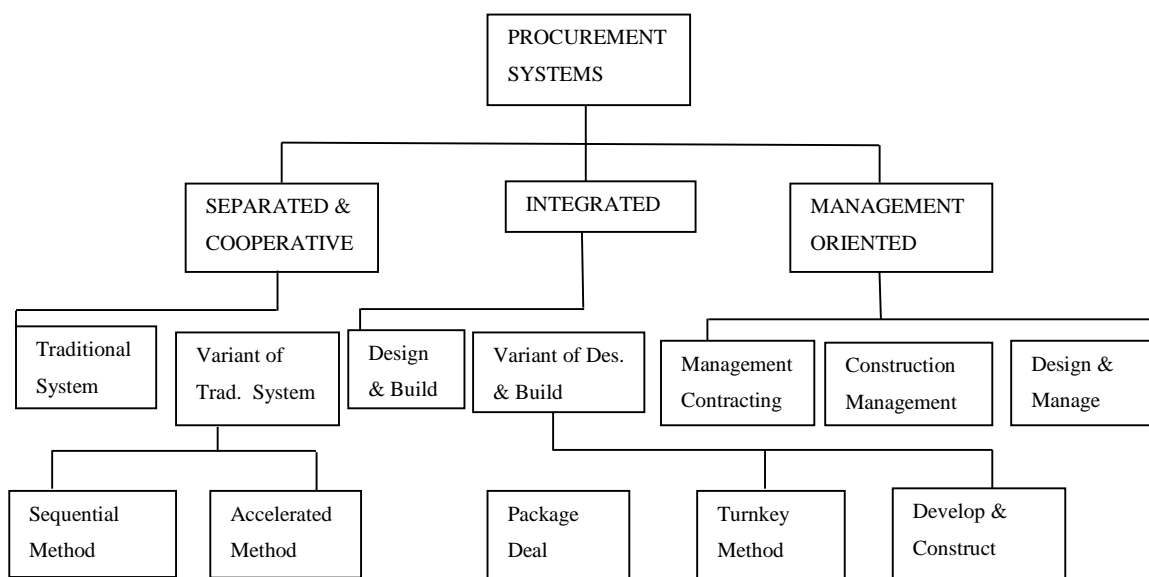 PROCUREMENT
SYSTEMS
SEPARATED &
COOPERATIVE
INTEGRATED
MANAGEMENT
ORIENTED
Traditional
System
Variant of
Trad. System
Design
& Build
Variant of Des.
& Build
Management
Contracting
Construction
Management
Design &
Manage
Sequential
Method
Accelerated
Method
Package
Deal
Turnkey
Method
Develop &
Construct